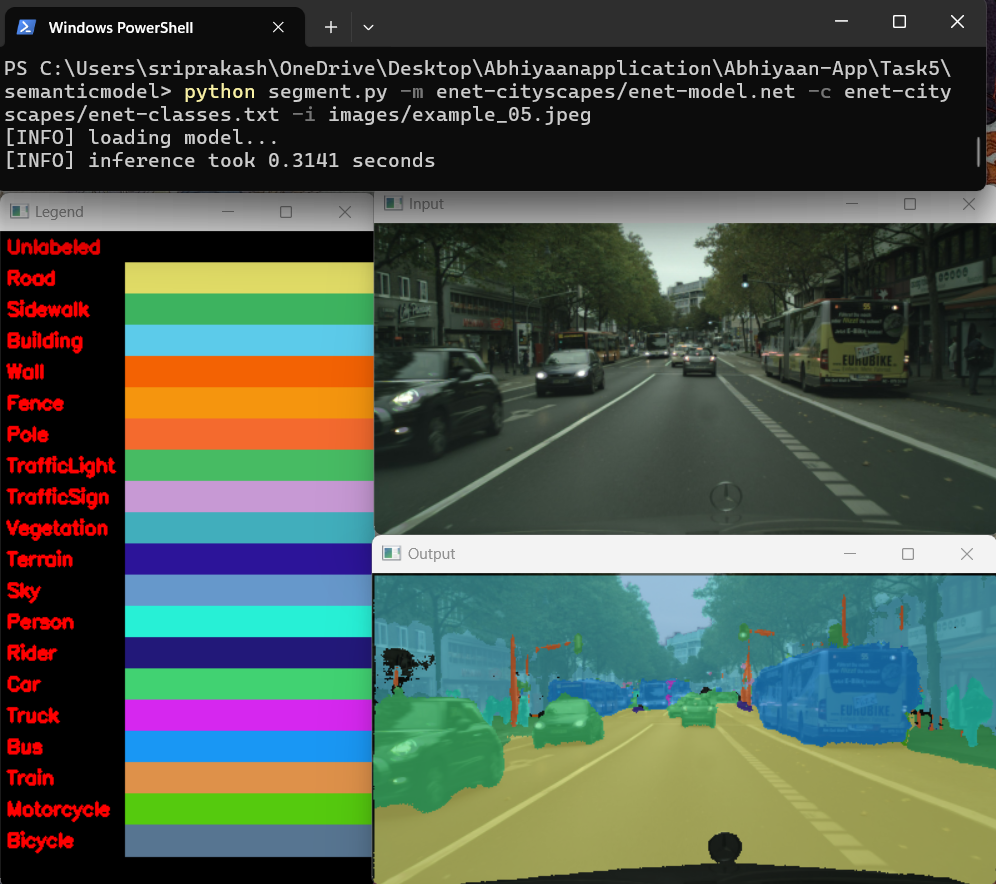 Windows PowerShell
PS C:\Users\sriprakash\OneDrive\Desktop\Abhiyaanapplication\Abhiyaan-App\Task5\
semanticmodel> python segment.py -m enet-cityscapes/enet-model.net -c enet-city
scapes/enet-classes.txt -i images/example_05.jpeg
[INFO] loading model...
[INFO] inference took 0.3141 seconds
Legend
Unlabeled
Road
Sidewalk
Building
Wall
Fence
Pole
TrafficLight
TrafficSign
Vegetation
Terrain
Sky
Person
Rider
Car
Truck
Bus
Train
Motorcycle
Bicycle
Input
E-Bike
EUROBIKE
Output
EUROBIKE